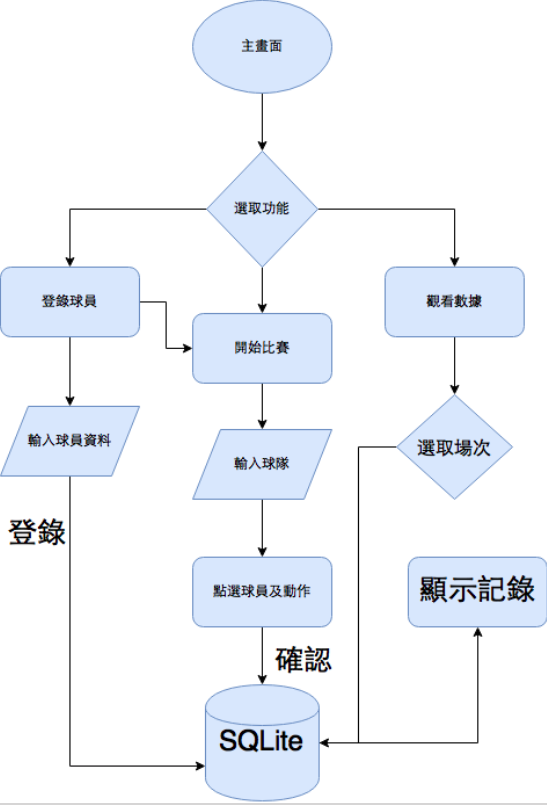 主畫面
選取功能
登錄球員
開始比賽
觀看數據
輸入球員資料
輸入球隊
選取場次
登錄
點選球員及動作
顯示記錄
確認
SQLite